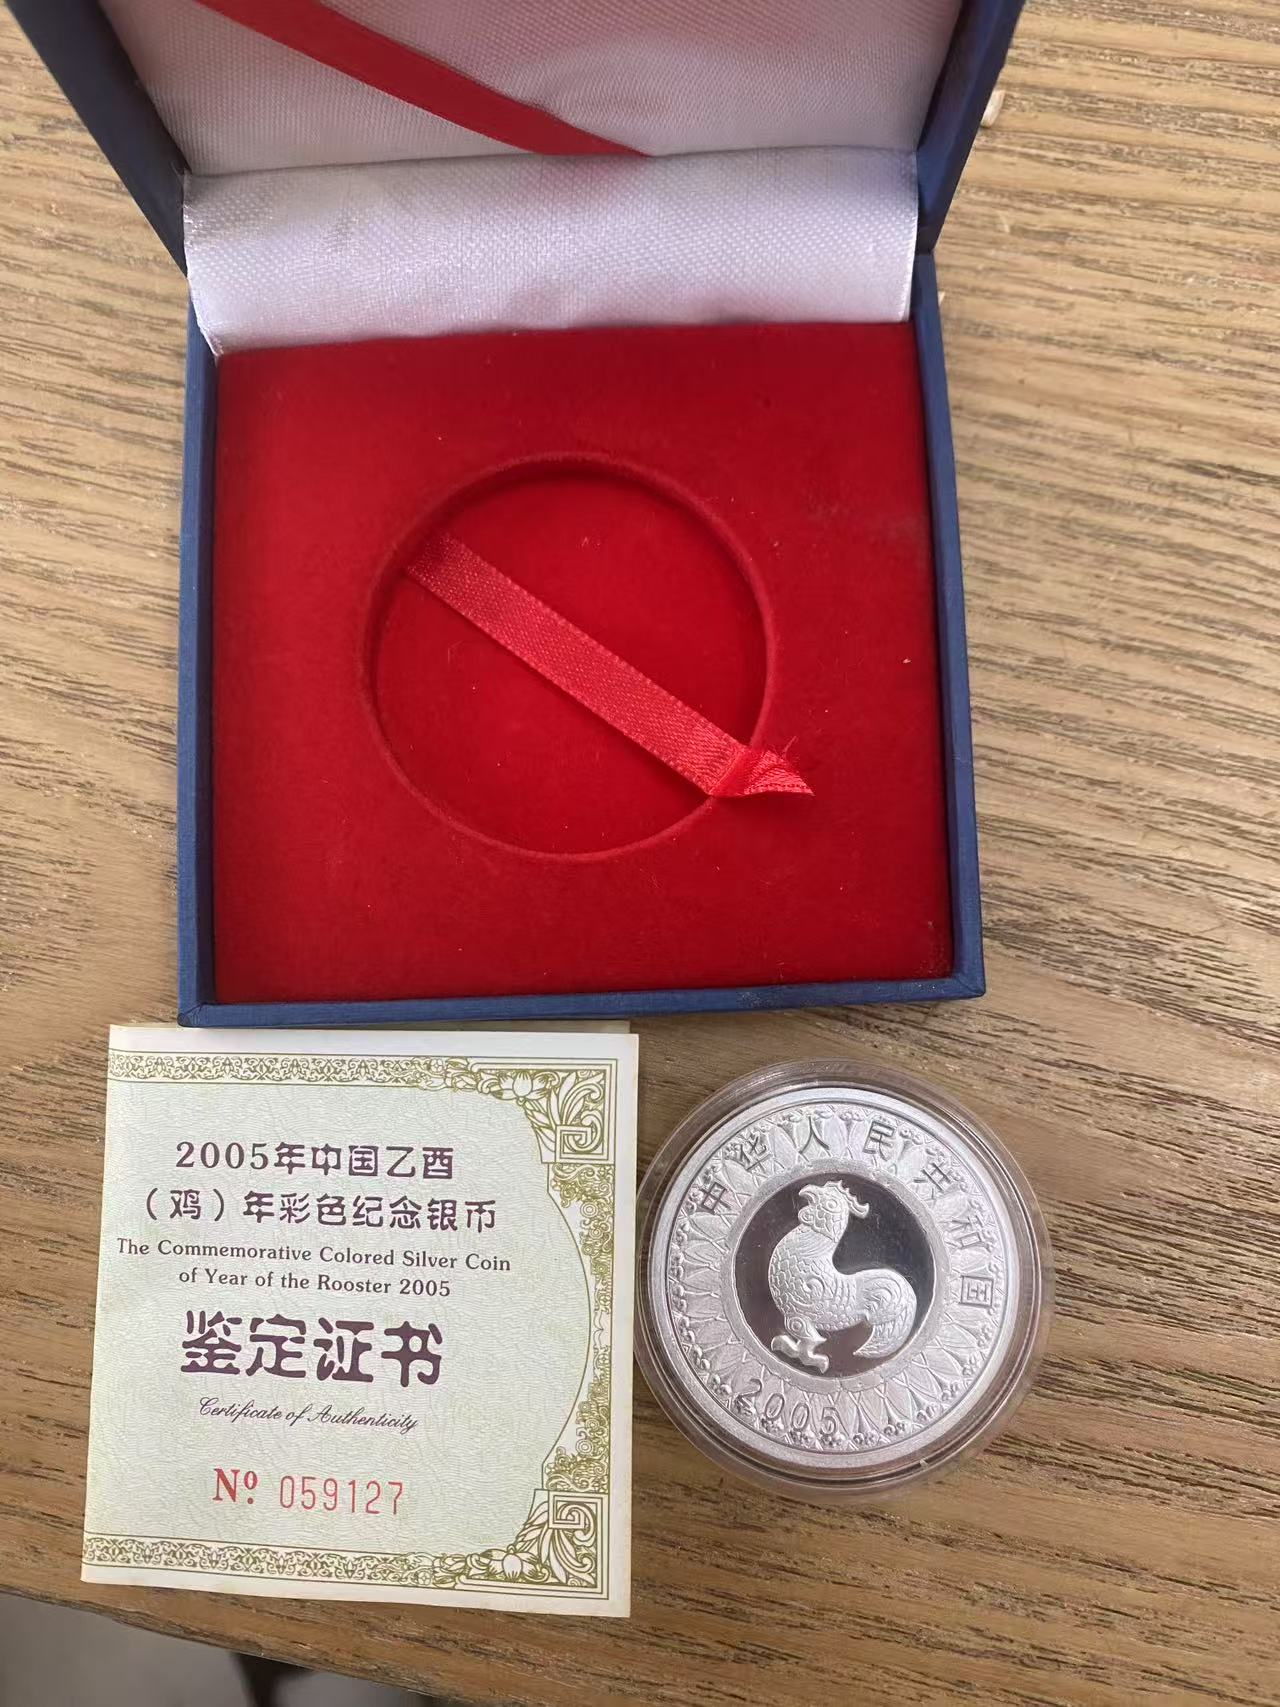 2005年中国乙酉
（鸡）年彩色纪念银币
The Commemorative Colored Silver Coin
of Year of the Rooster 2005
鉴定证书
Certificate of Authenticity
Nº 059127
中华人民共和国
2005